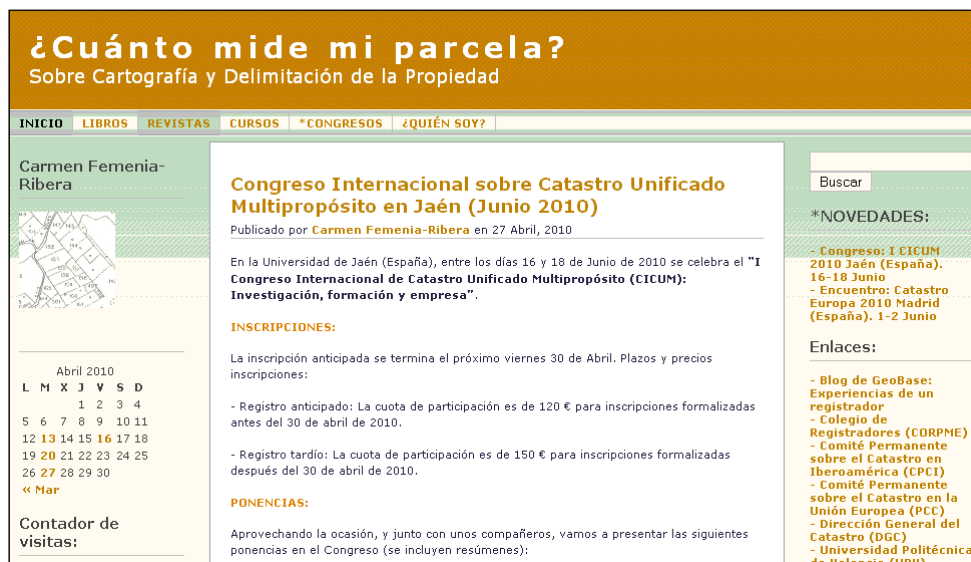 ¿Cuánto mide mi parcela?
Sobre Cartografía y Delimitación de la Propiedad
INICIO LIBROS REVISTAS CURSOS *CONGRESOS ¿QUIÉN SOY?
Carmen Femenia-
Ribera
Abril 2010
L M X J V S D
1 2 3 4
5 6 7 8 9 10 11
12 13 14 15 16 17 18
19 20 21 22 23 24 25
26 27 28 29 30
« Mar
Contador de
visitas:
Congreso Internacional sobre Catastro Unificado
Multipropósito en Jaén (Junio 2010)
Publicado por Carmen Femenia-Ribera en 27 Abril, 2010
En la Universidad de Jaén (España), entre los días 16 y 18 de Junio de 2010 se celebra el "I
Congreso Internacional de Catastro Unificado Multipropósito (CICUM):
Investigación, formación y empresa".
INSCRIPCIONES:
La inscripción anticipada se termina el próximo viernes 30 de Abril. Plazos y precios
inscripciones:
- Registro anticipado: La cuota de participación es de 120 € para inscripciones formalizadas
antes del 30 de abril de 2010.
- Registro tardío: La cuota de participación es de 150 € para inscripciones formalizadas
después del 30 de abril de 2010.
PONENCIAS:
Aprovechando la ocasión, y junto con unos compañeros, vamos a presentar las siguientes
ponencias en el Congreso (se incluyen resúmenes):
Buscar
*NOVEDADES:
- Congreso: I CICUM
2010 Jaén (España).
16-18 Junio
- Encuentro: Catastro
Europa 2010 Madrid
(España). 1-2 Junio
Enlaces:
- Blog de GeoBase:
Experiencias de un
registrador
- Colegio de
Registradores (CORPME)
- Comité Permanente
sobre el Catastro en
Iberoamérica (CPCI)
- Comité Permanente
sobre el Catastro en la
Unión Europea (PCC)
- Dirección General del
Catastro (DGC)
- Universidad Politécnica